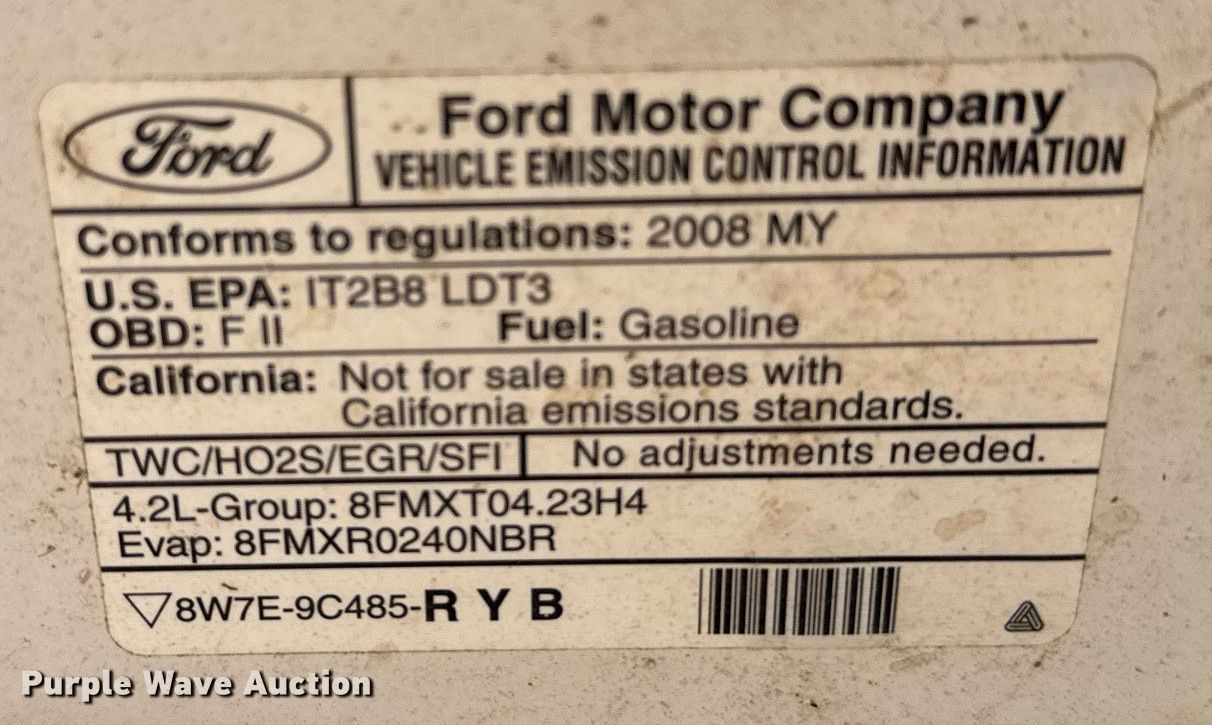 Ford
Ford Motor Company
VEHICLE EMISSION CONTROL INFORMATION
Conforms to regulations: 2008 MY
U.S. EPA: IT2B8 LDT3
OBD: F II Fuel: Gasoline
California: Not for sale in states with
California emissions standards.
TWC/HO2S/EGR/SFI No adjustments needed.
4.2L-Group: 8FMXT04.23H4
Evap: 8FMXR0240NBR
8W7E-9C485-R Y B
Purple Wave Auction